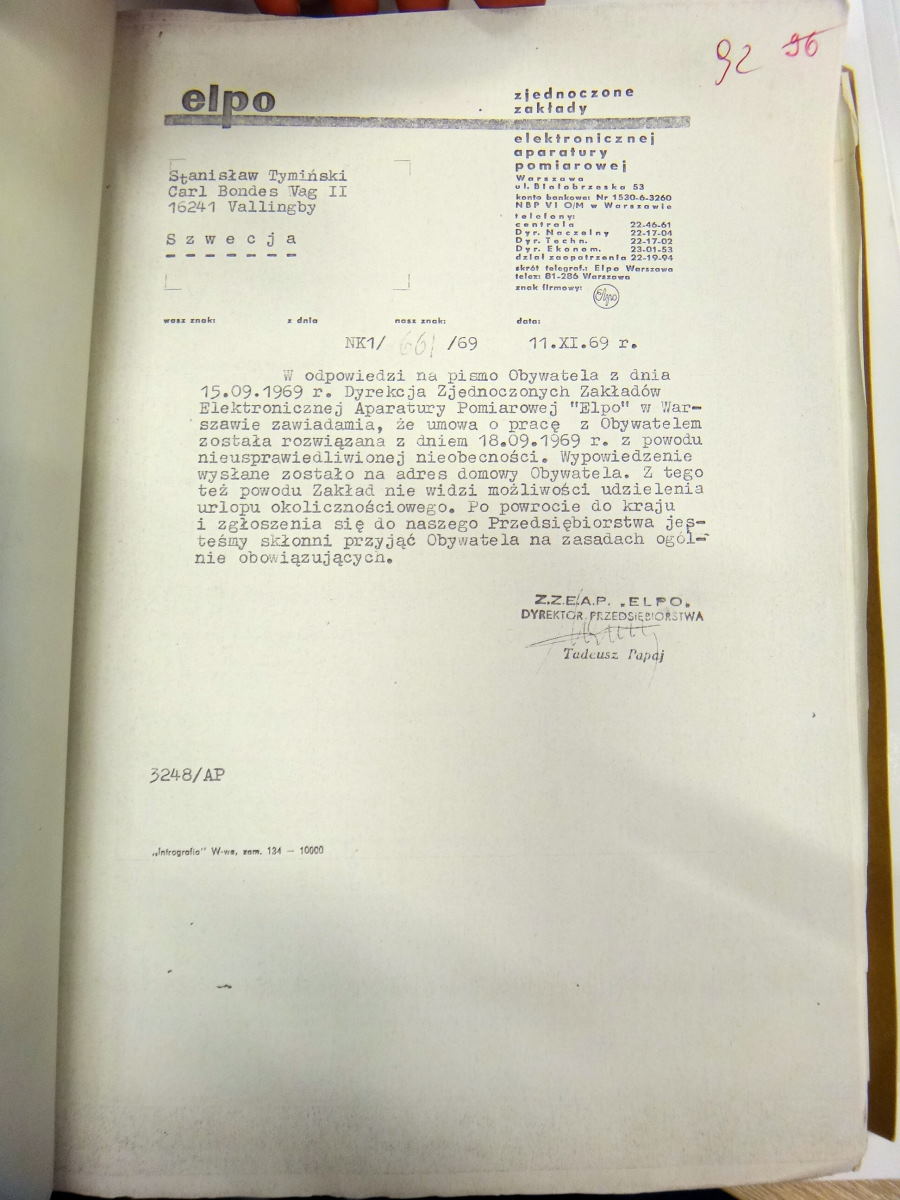 92 96
elpo
zjednoczone
zakłady
elektronicznej
aparatury
pomiarowej
Warszawa
ul. Białobrzeska 53
konto bankowe: Nr 1530-6-3260
NBP VI O/M w Warszawie
telefony:
centrala 22-46-61
Dyr. Naczelny 22-17-04
Dyr. Techn. 22-17-02
Dyr. Ekonom. 23-01-53
dział zaopatrzenia 22-19-94
skrót telegraf.: Elpo Warszawa
telex: 81-286 Warszawa
znak firmowy: Elpo
Stanisław Tymiński
Carl Bondes Vag II
16241 Vallingby
S z w e c j a
- - - - - - -
wasz znak: z dnia nasz znak: data:
NK1/ 661 /69 11.XI.69 r.
W odpowiedzi na pismo Obywatela z dnia
15.09.1969 r. Dyrekcja Zjednoczonych Zakładów
Elektronicznej Aparatury Pomiarowej "Elpo" w War-
szawie zawiadamia, że umowa o pracę z Obywatelem
została rozwiązana z dniem 18.09.1969 r. z powodu
nieusprawiedliwionej nieobecności. Wypowiedzenie
wysłane zostało na adres domowy Obywatela. Z tego
też powodu Zakład nie widzi możliwości udzielenia
urlopu okolicznościowego. Po powrocie do kraju
i zgłoszenia się do naszego Przedsiębiorstwa jes-
teśmy skłonni przyjąć Obywatela na zasadach ogól-
nie obowiązujących.
Z.Z.E.A.P. „ELPO"
DYREKTOR PRZEDSIĘBIORSTWA
Tadeusz Papaj
3248/AP
„Intrografia" W-wa, zam. 134 — 10000